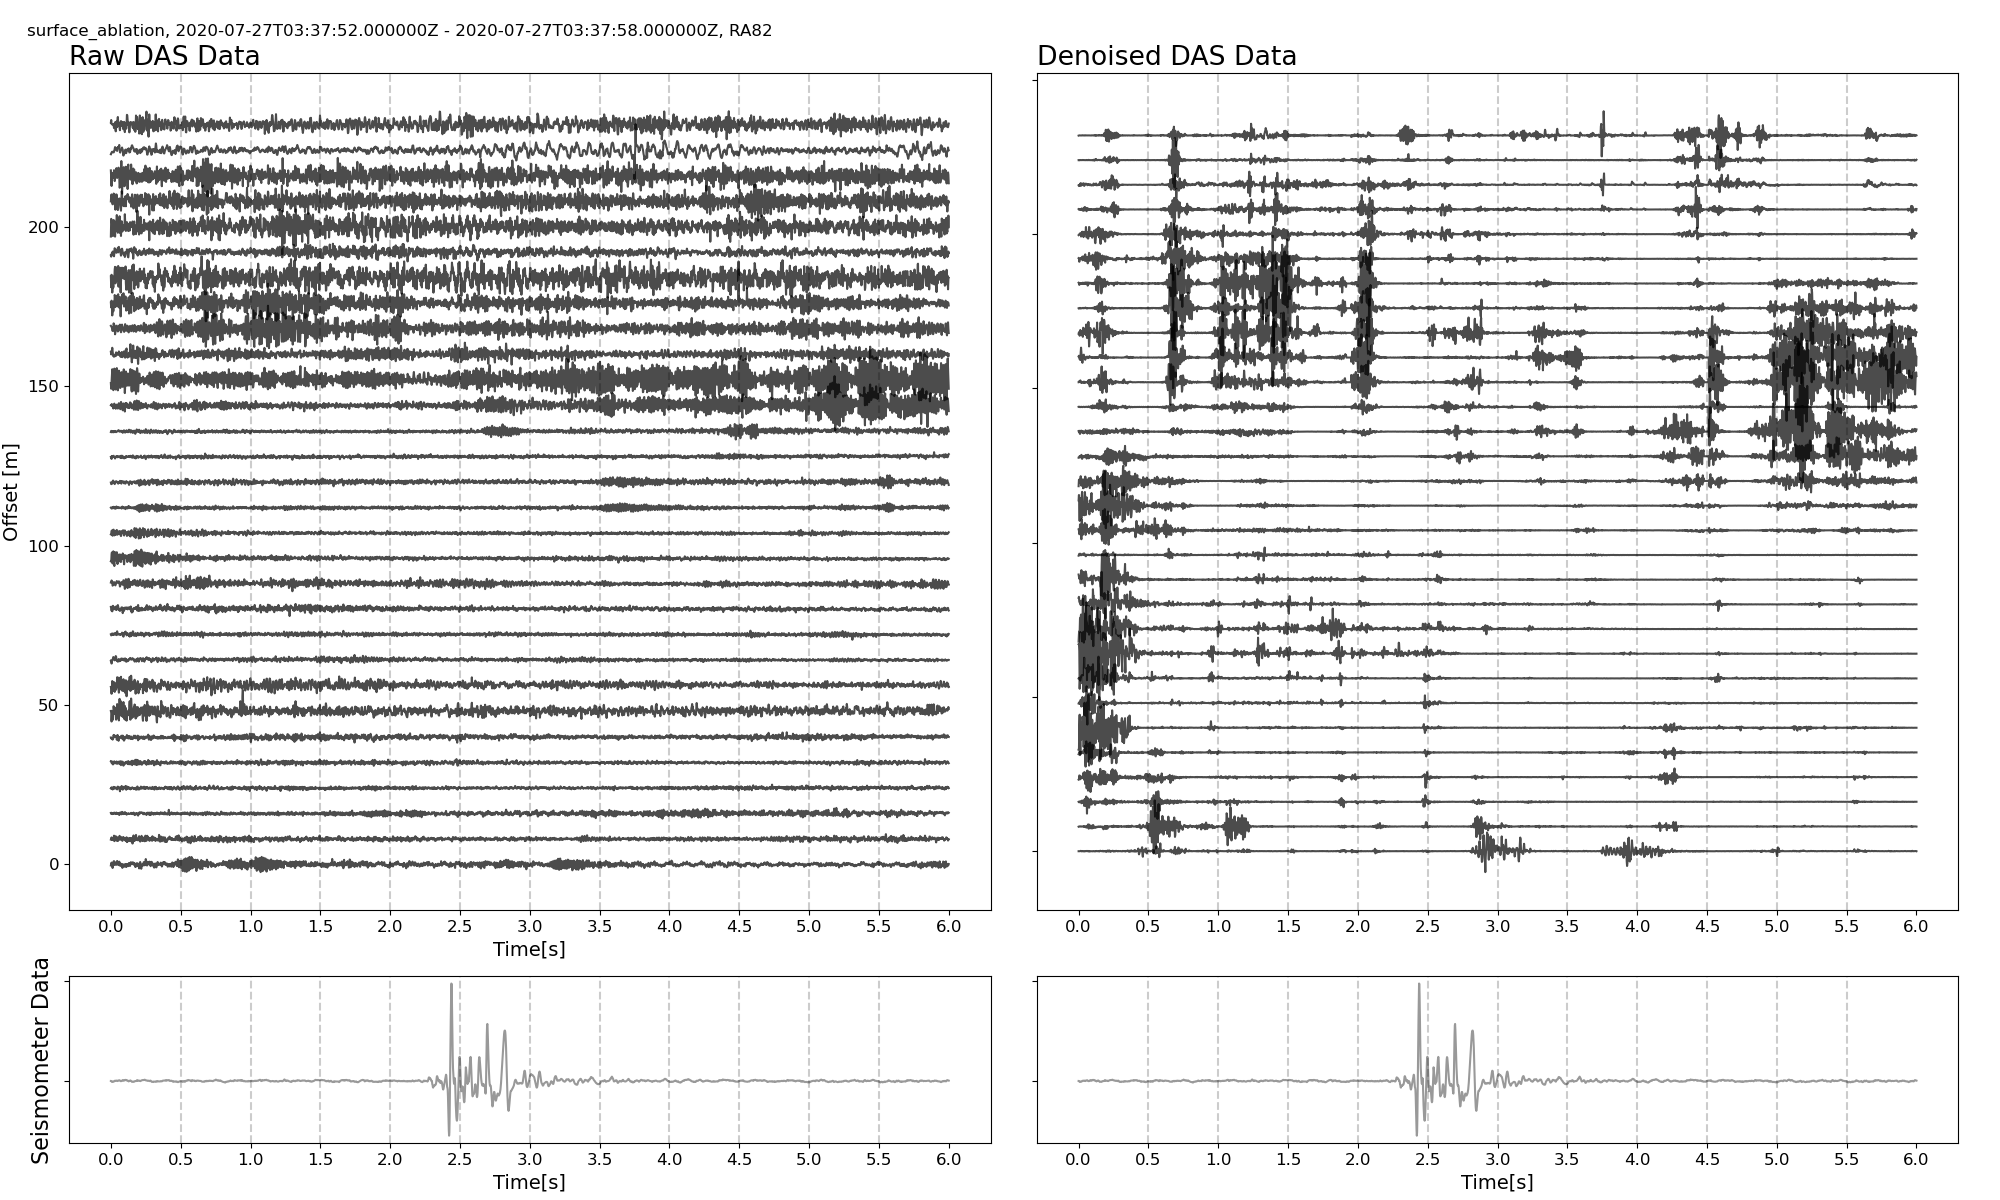 surface_ablation, 2020-07-27T03:37:52.000000Z - 2020-07-27T03:37:58.000000Z, RA82
Raw DAS Data
Denoised DAS Data
Offset [m]
200
150
100
50
0
0.0 0.5 1.0 1.5 2.0 2.5 3.0 3.5 4.0 4.5 5.0 5.5 6.0
Time[s]
0.0 0.5 1.0 1.5 2.0 2.5 3.0 3.5 4.0 4.5 5.0 5.5 6.0
Seismometer Data
0.0 0.5 1.0 1.5 2.0 2.5 3.0 3.5 4.0 4.5 5.0 5.5 6.0
Time[s]
0.0 0.5 1.0 1.5 2.0 2.5 3.0 3.5 4.0 4.5 5.0 5.5 6.0
Time[s]